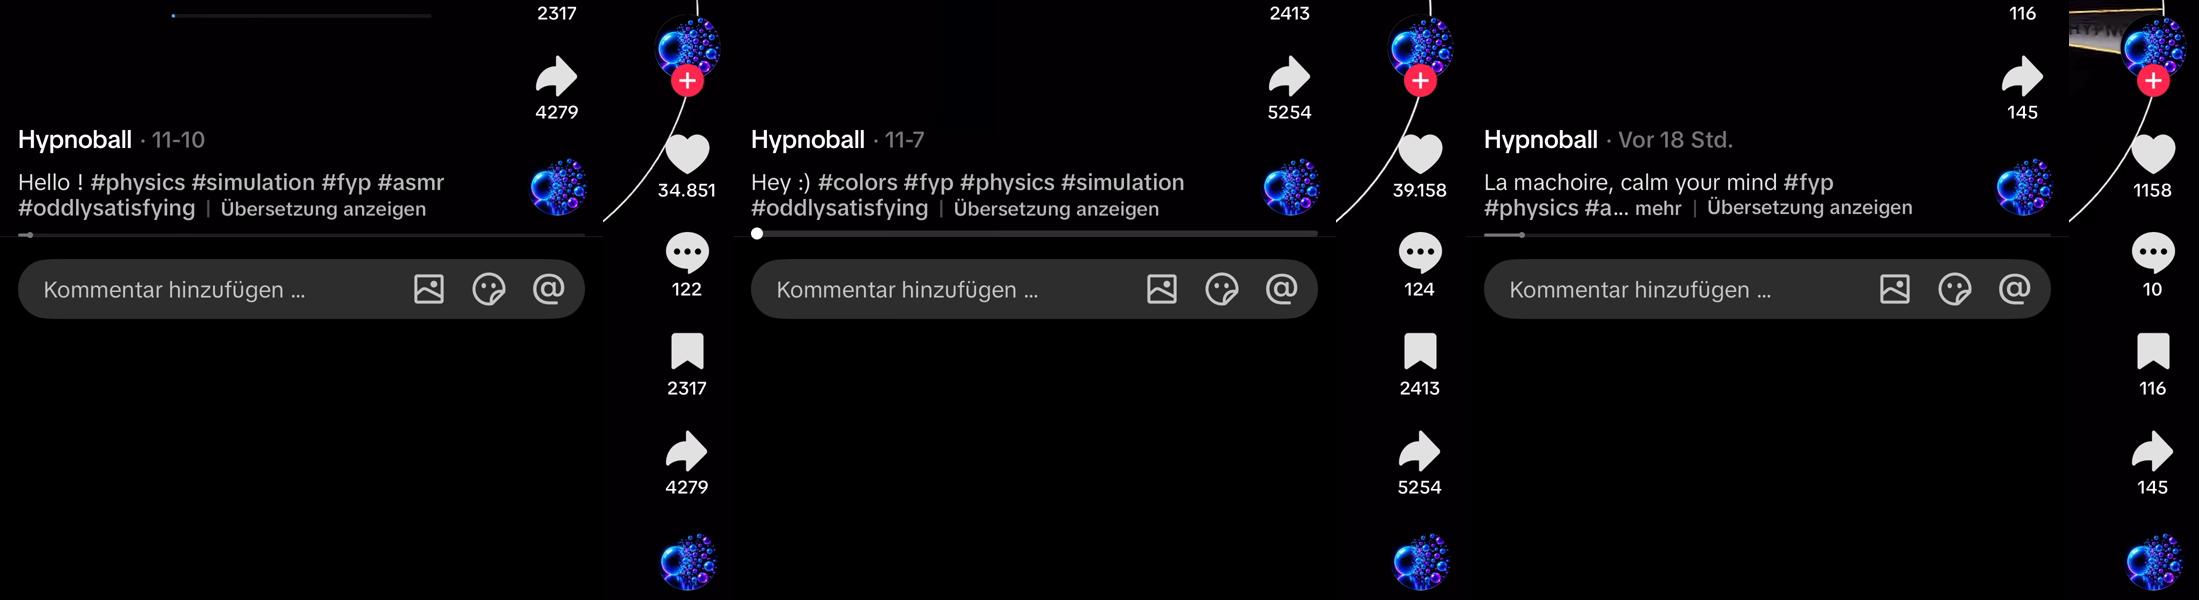 2317
4279
Hypnoball · 11-10
Hello ! #physics #simulation #fyp #asmr
#oddlysatisfying | Übersetzung anzeigen
Kommentar hinzufügen ...
@
34.851
122
2317
4279
2413
5254
Hypnoball · 11-7
Hey :) #colors #fyp #physics #simulation
#oddlysatisfying | Übersetzung anzeigen
Kommentar hinzufügen ...
@
39.158
124
2413
5254
116
145
Hypnoball · Vor 18 Std.
La machoire, calm your mind #fyp
#physics #a... mehr | Übersetzung anzeigen
Kommentar hinzufügen ...
@
1158
10
116
145